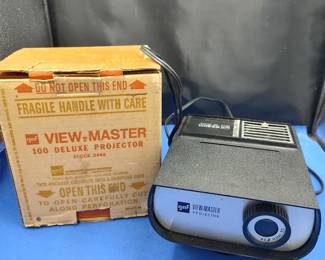 DO NOT OPEN THIS END
FRAGILE HANDLE WITH CARE
gaf VIEW-MASTER
100 DELUXE PROJECTOR
gaf
OPEN THIS END
TO OPEN CAREFULLY CUT
ALONG PERFORATION
gaf VIEW-MASTER
PROJECTOR